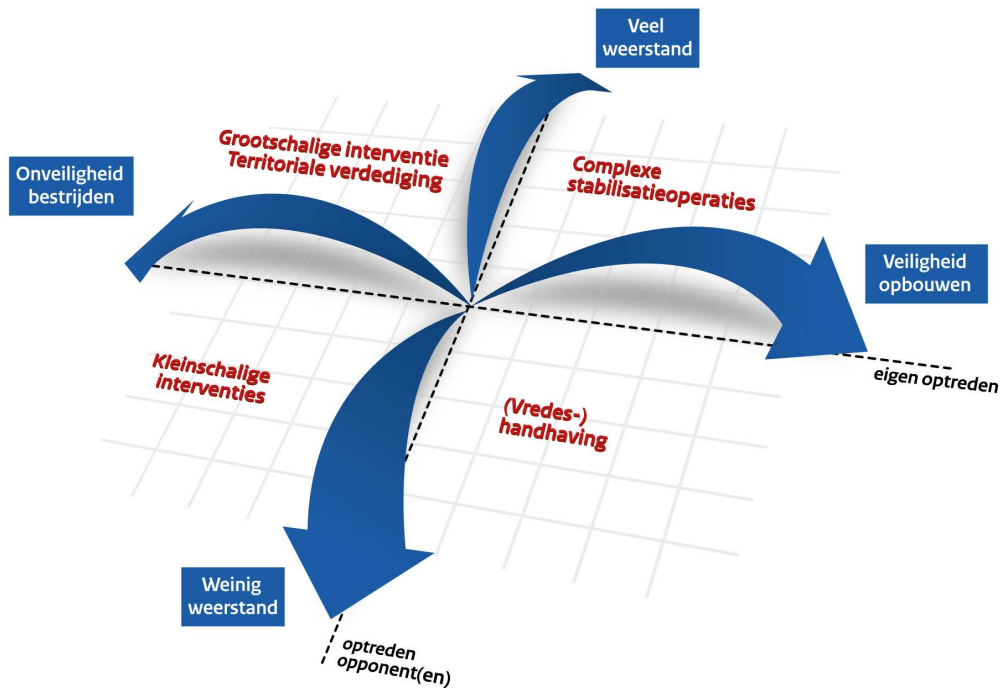 Veel
weerstand
Grootschalige interventie
Territoriale verdediging
Complexe
stabilisatieoperaties
Onveiligheid
bestrijden
Veiligheid
opbouwen
eigen optreden
Kleinschalige
interventies
(Vredes-)
handhaving
Weinig
weerstand
optreden
opponent(en)